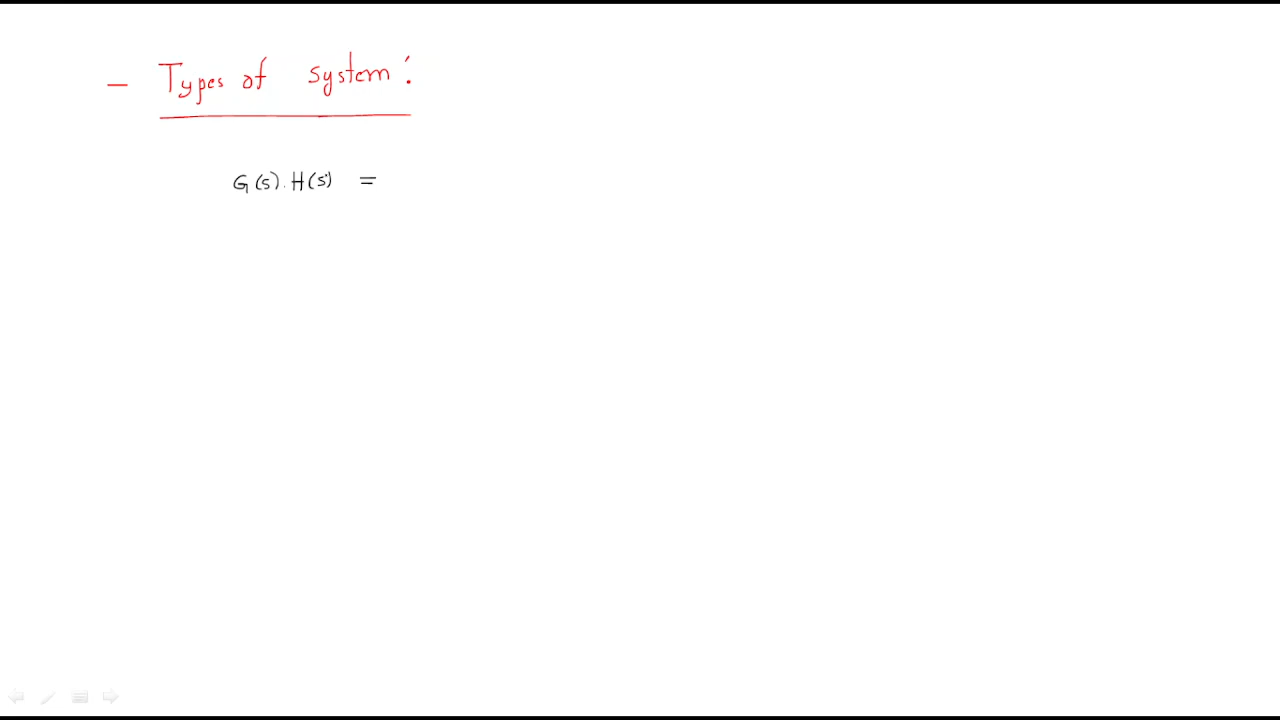 - Types of system :
G(s).H(s) =